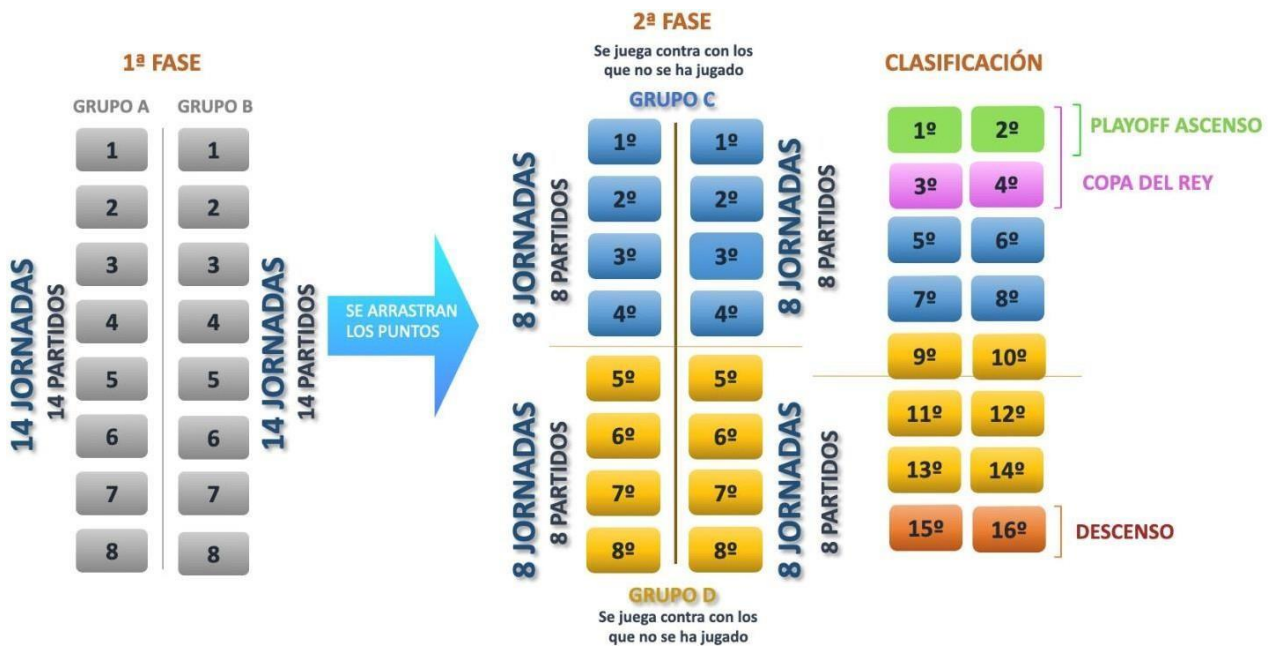 1ª FASE
GRUPO A
GRUPO B
1
1
2
2
3
3
4
4
5
5
6
6
7
7
8
8
14 JORNADAS
14 PARTIDOS
14 JORNADAS
14 PARTIDOS
SE ARRASTRAN
LOS PUNTOS
2ª FASE
Se juega contra con los
que no se ha jugado
GRUPO C
8 JORNADAS
8 PARTIDOS
1º
1º
2º
2º
3º
3º
4º
4º
8 JORNADAS
8 PARTIDOS
8 JORNADAS
8 PARTIDOS
5º
5º
6º
6º
7º
7º
8º
8º
8 JORNADAS
8 PARTIDOS
GRUPO D
Se juega contra con los
que no se ha jugado
CLASIFICACIÓN
1º
2º
PLAYOFF ASCENSO
3º
4º
COPA DEL REY
5º
6º
7º
8º
9º
10º
11º
12º
13º
14º
15º
16º
DESCENSO